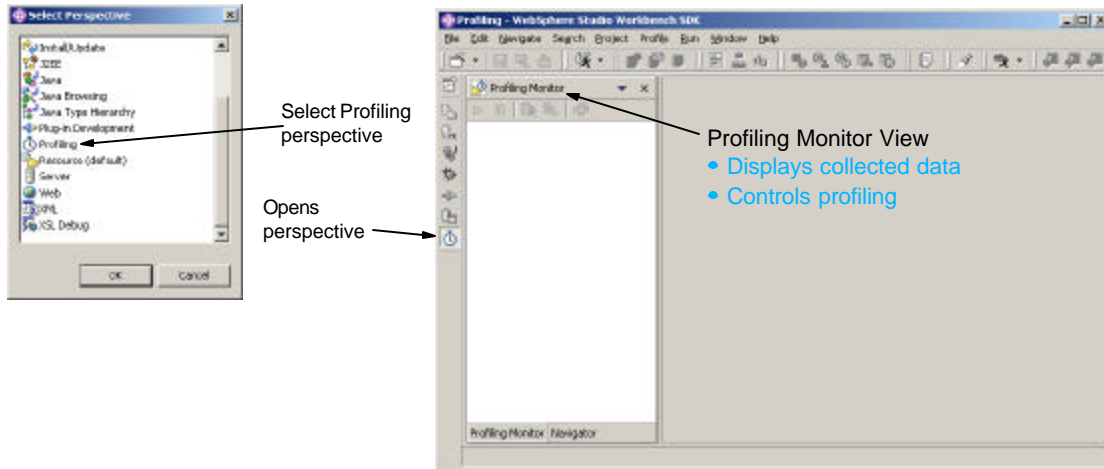 Select Perspective
Install/Update
J2EE
Java
Java Browsing
Java Type Hierarchy
Plug-in Development
Profiling
Resource (default)
Server
Web
XML
XSL Debug
OK
Cancel
Select Profiling
perspective
Opens
perspective
Profiling - WebSphere Studio Workbench SDK
File Edit Navigate Search Project Profile Run Window Help
Profiling Monitor
Profiling Monitor View
• Displays collected data
• Controls profiling
Profiling Monitor Navigator